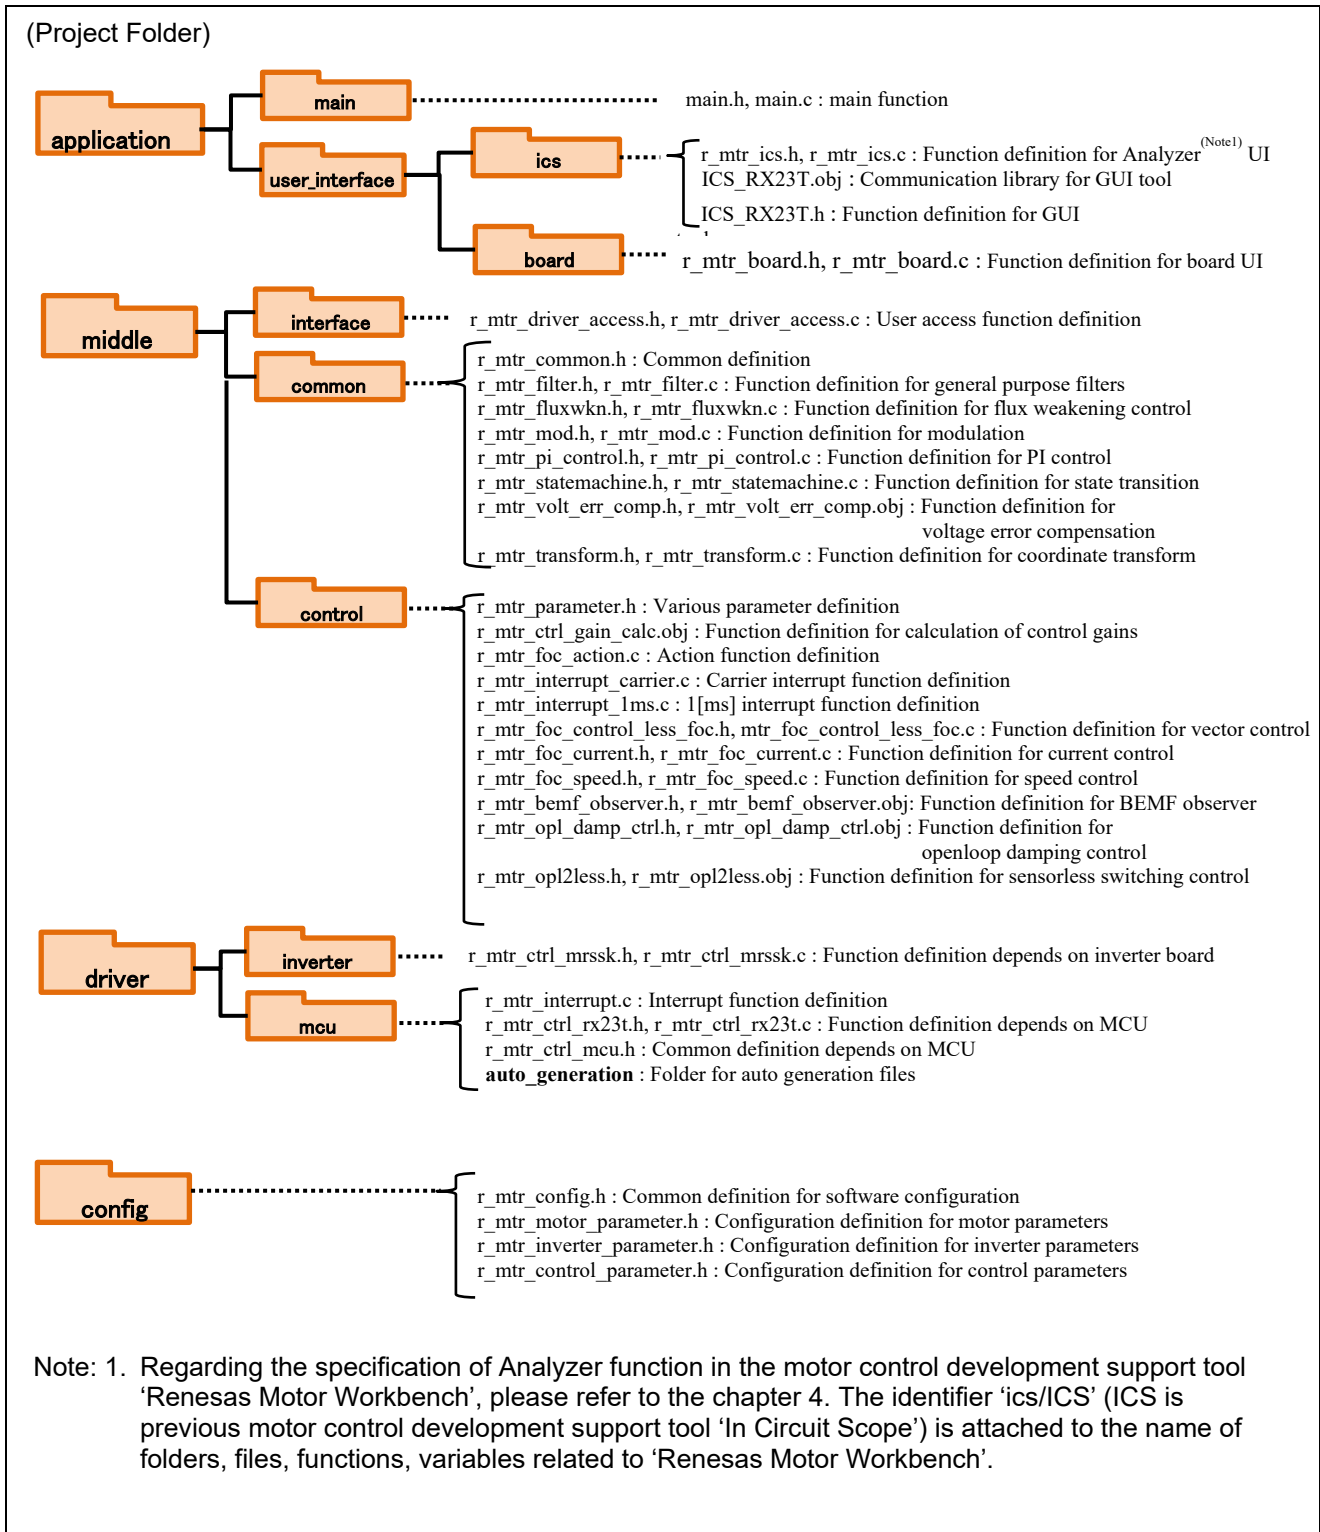 (Project Folder)
application
main
main.h, main.c : main function
user_interface
ics
r_mtr_ics.h, r_mtr_ics.c : Function definition for Analyzer(Note1) UI
ICS_RX23T.obj : Communication library for GUI tool
ICS_RX23T.h : Function definition for GUI
board
r_mtr_board.h, r_mtr_board.c : Function definition for board UI
middle
interface
r_mtr_driver_access.h, r_mtr_driver_access.c : User access function definition
common
r_mtr_common.h : Common definition
r_mtr_filter.h, r_mtr_filter.c : Function definition for general purpose filters
r_mtr_fluxwkn.h, r_mtr_fluxwkn.c : Function definition for flux weakening control
r_mtr_mod.h, r_mtr_mod.c : Function definition for modulation
r_mtr_pi_control.h, r_mtr_pi_control.c : Function definition for PI control
r_mtr_statemachine.h, r_mtr_statemachine.c : Function definition for state transition
r_mtr_volt_err_comp.h, r_mtr_volt_err_comp.obj : Function definition for
voltage error compensation
r_mtr_transform.h, r_mtr_transform.c : Function definition for coordinate transform
control
r_mtr_parameter.h : Various parameter definition
r_mtr_ctrl_gain_calc.obj : Function definition for calculation of control gains
r_mtr_foc_action.c : Action function definition
r_mtr_interrupt_carrier.c : Carrier interrupt function definition
r_mtr_interrupt_1ms.c : 1[ms] interrupt function definition
r_mtr_foc_control_less_foc.h, mtr_foc_control_less_foc.c : Function definition for vector control
r_mtr_foc_current.h, r_mtr_foc_current.c : Function definition for current control
r_mtr_foc_speed.h, r_mtr_foc_speed.c : Function definition for speed control
r_mtr_bemf_observer.h, r_mtr_bemf_observer.obj: Function definition for BEMF observer
r_mtr_opl_damp_ctrl.h, r_mtr_opl_damp_ctrl.obj : Function definition for
openloop damping control
r_mtr_opl2less.h, r_mtr_opl2less.obj : Function definition for sensorless switching control
driver
inverter
r_mtr_ctrl_mrssk.h, r_mtr_ctrl_mrssk.c : Function definition depends on inverter board
mcu
r_mtr_interrupt.c : Interrupt function definition
r_mtr_ctrl_rx23t.h, r_mtr_ctrl_rx23t.c : Function definition depends on MCU
r_mtr_ctrl_mcu.h : Common definition depends on MCU
auto_generation : Folder for auto generation files
config
r_mtr_config.h : Common definition for software configuration
r_mtr_motor_parameter.h : Configuration definition for motor parameters
r_mtr_inverter_parameter.h : Configuration definition for inverter parameters
r_mtr_control_parameter.h : Configuration definition for control parameters
Note: 1. Regarding the specification of Analyzer function in the motor control development support tool
‘Renesas Motor Workbench’, please refer to the chapter 4. The identifier ‘ics/ICS’ (ICS is
previous motor control development support tool ‘In Circuit Scope’) is attached to the name of
folders, files, functions, variables related to ‘Renesas Motor Workbench’.